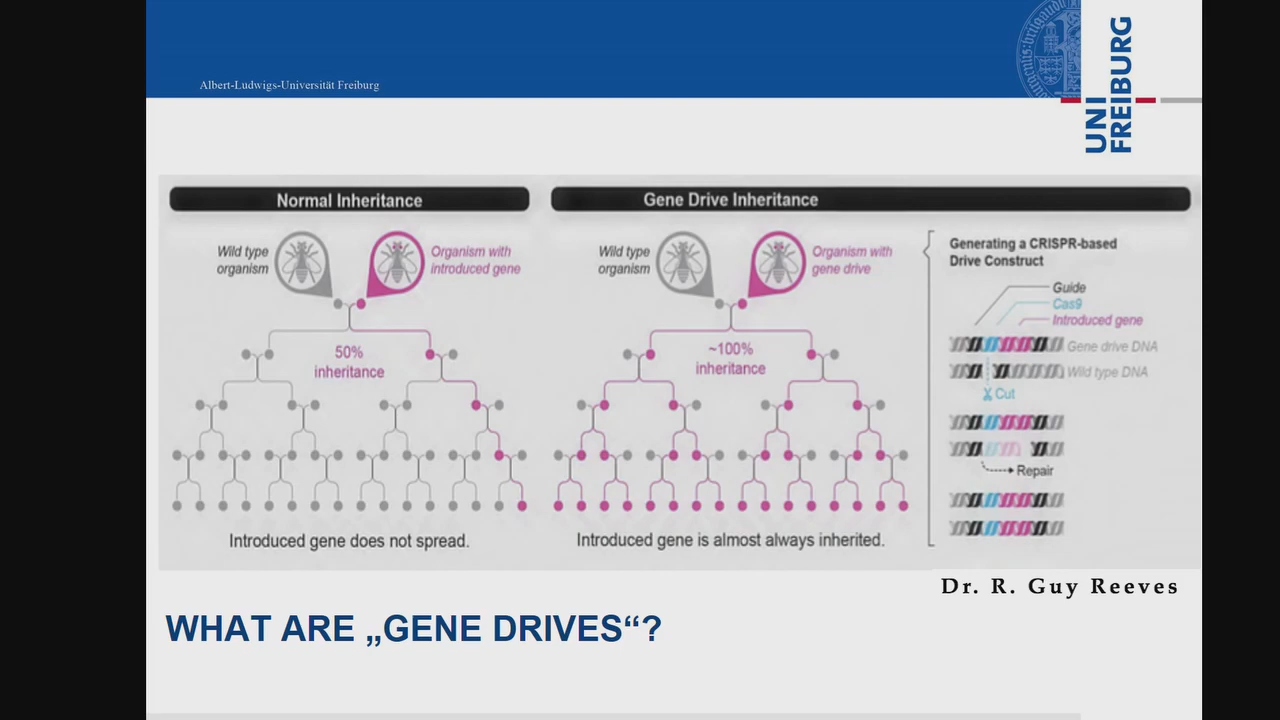 Albert-Ludwigs-Universität Freiburg
UNI
FREIBURG
Normal Inheritance
Wild type
organism
Organism with
introduced gene
50%
inheritance
Introduced gene does not spread.
Gene Drive Inheritance
Wild type
organism
Organism with
gene drive
~100%
inheritance
Introduced gene is almost always inherited.
Generating a CRISPR-based
Drive Construct
Guide
Cas9
Introduced gene
Gene drive DNA
Wild type DNA
Cut
Repair
Dr. R. Guy Reeves
WHAT ARE „GENE DRIVES“?